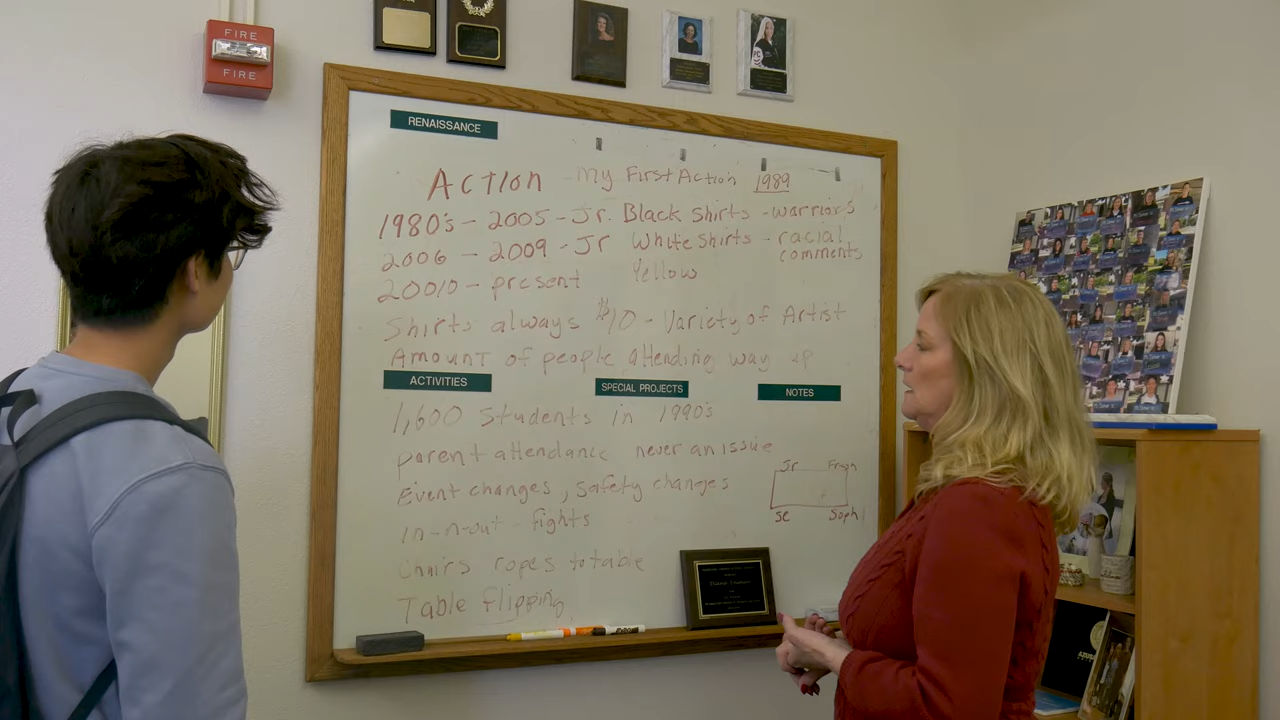 FIRE
FIRE
RENAISSANCE
Action - My First Action 1989
1980's - 2005 - Jr. Black Shirts - warriors
2006 - 2009 - Jr White Shirts - racial comments
20010 - present Yellow
Shirts always $10 - Variety of Artist
Amount of people attending way up
ACTIVITIES
SPECIAL PROJECTS
NOTES
1,600 Students in 1990's
parent attendance never an issue
Event changes, safety changes
in-n-out fights
Chairs ropes to table
Table flipping
Jr Frosh
Se Soph